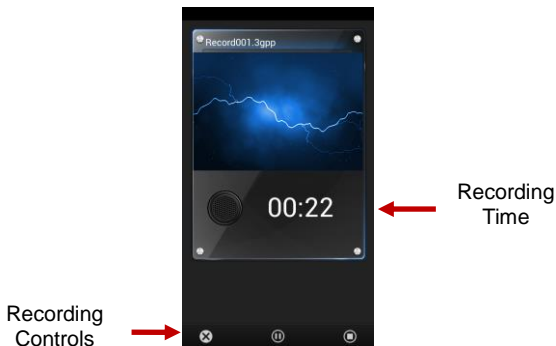 Record001.3gpp
00:22
Recording
Time
Recording
Controls